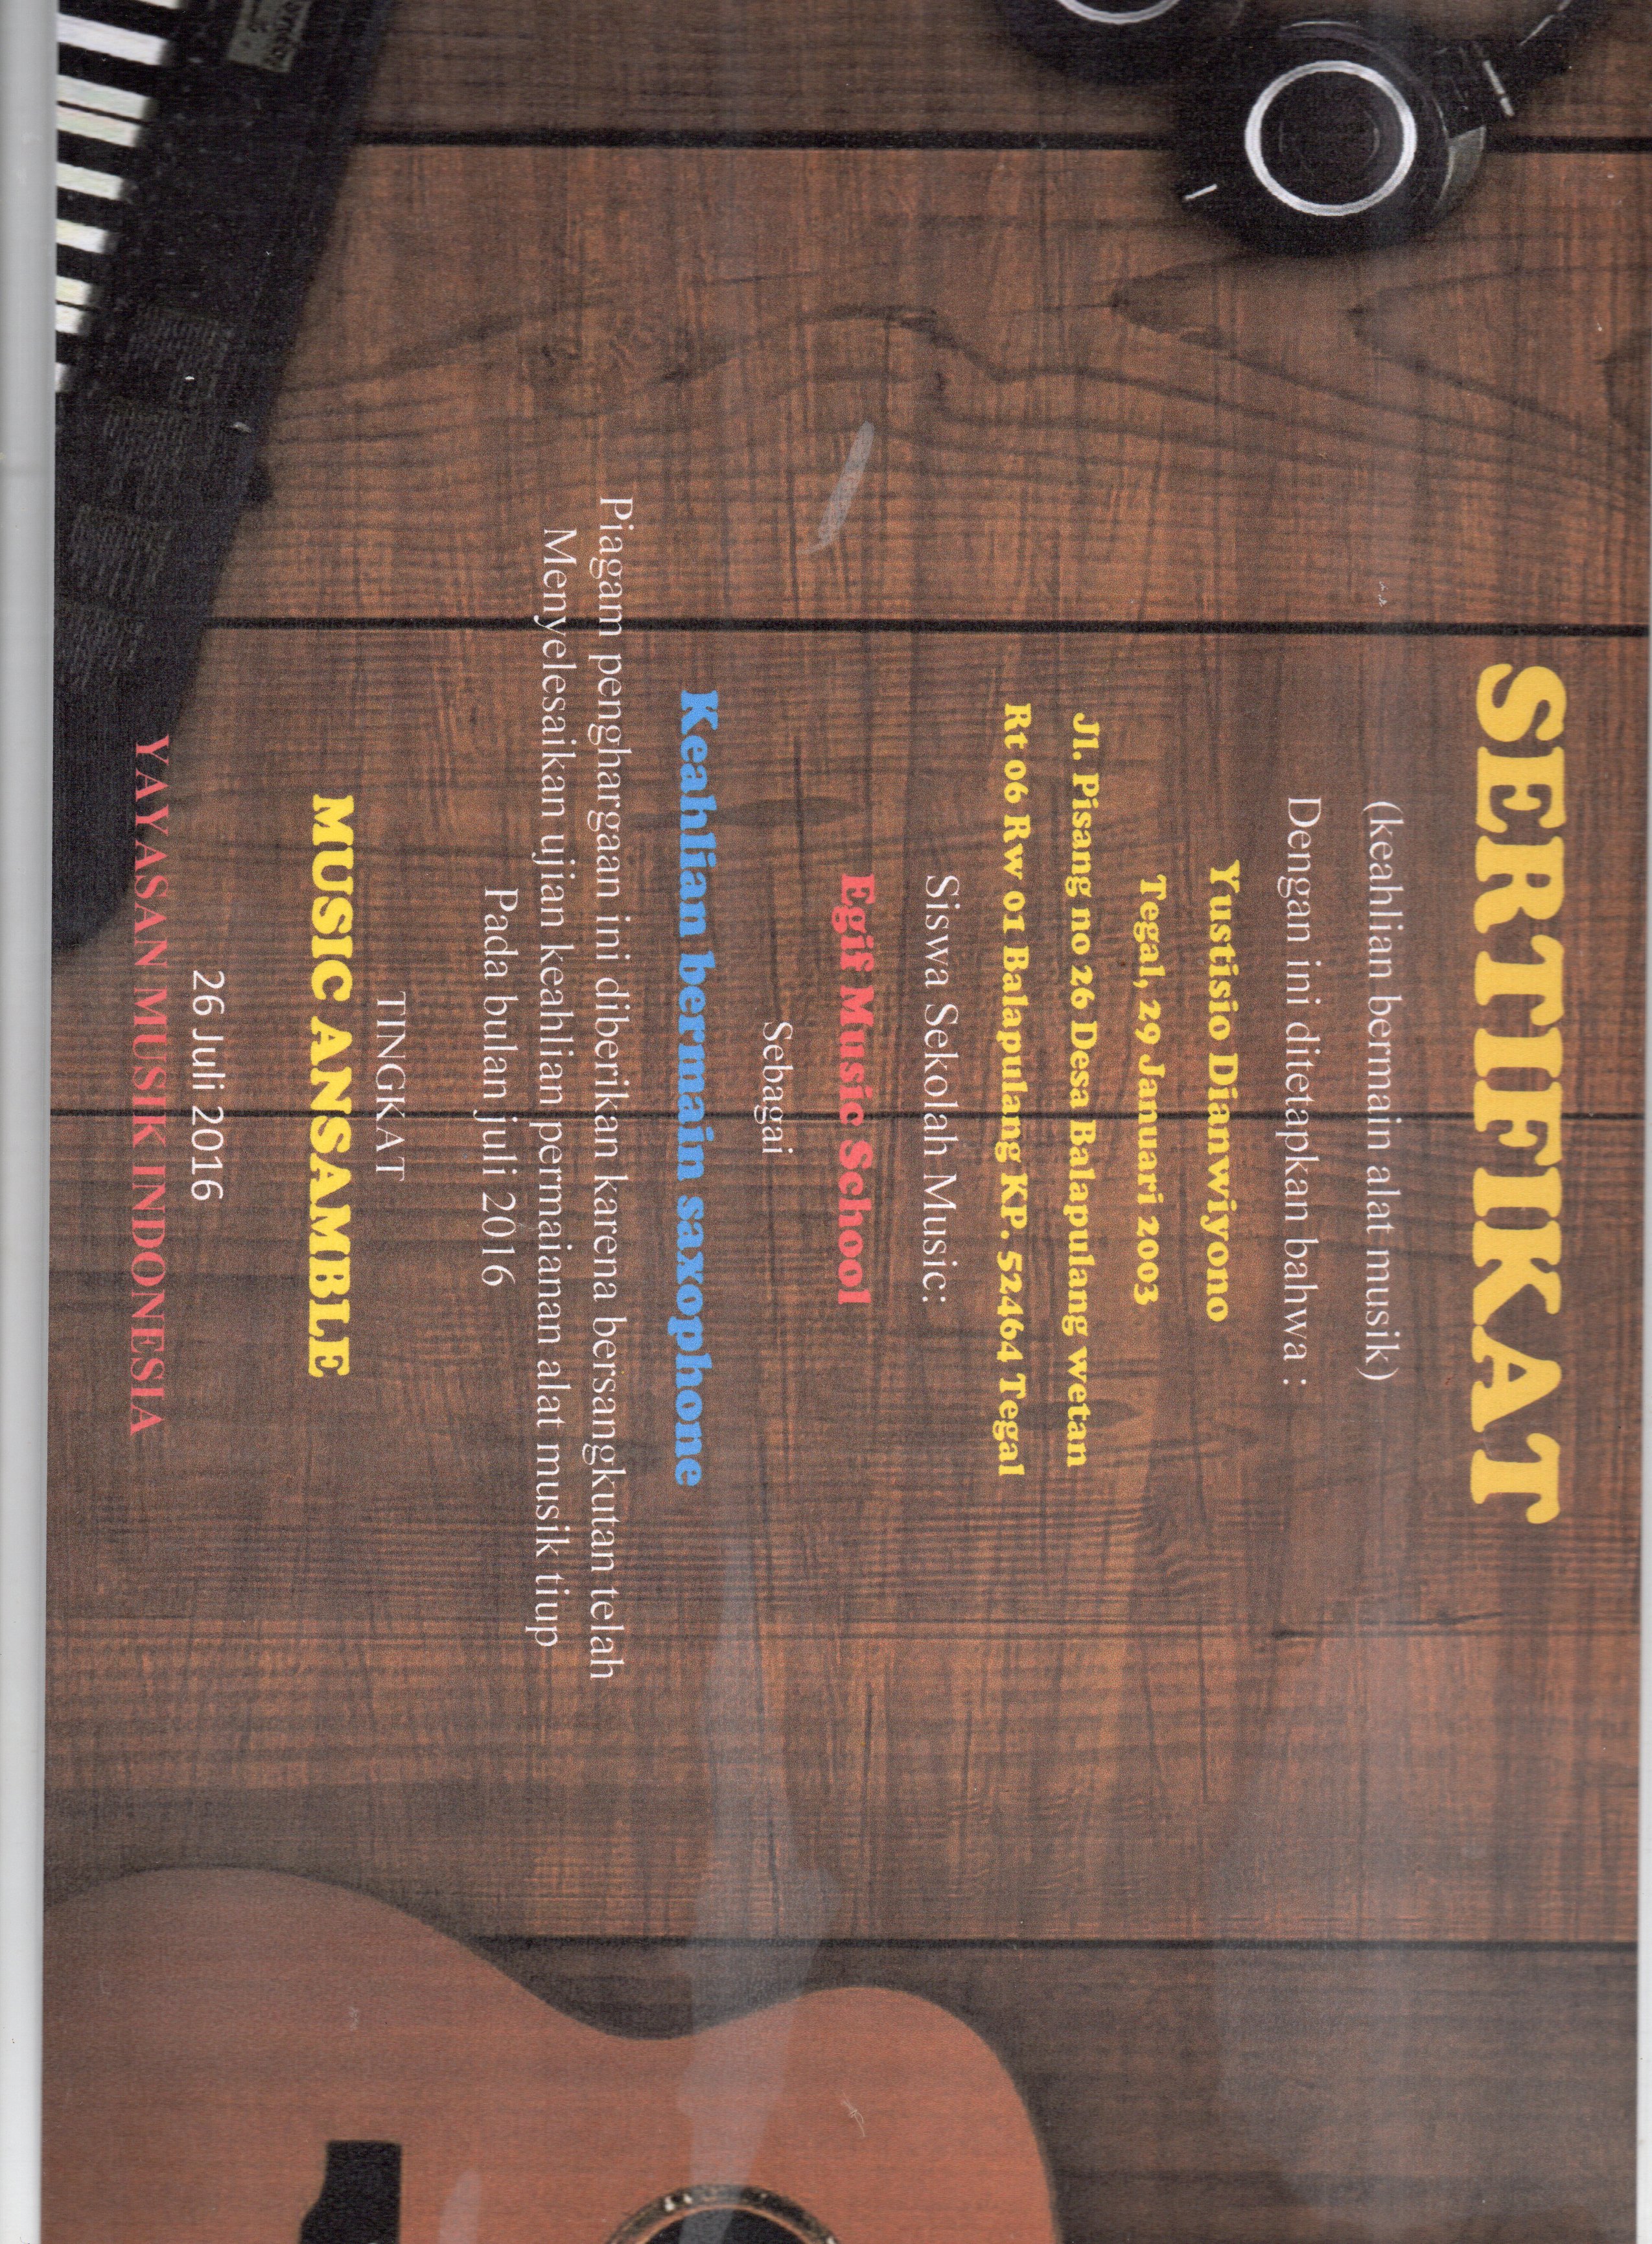 SERTIFIKAT
(keahlian bermain alat musik)
Dengan ini ditetapkan bahwa :
Yustisio Dianwiyono
Tegal, 29 Januari 2003
Jl. Pisang no 26 Desa Balapulang wetan
Rt 06 Rw 01 Balapulang KP. 52464 Tegal
Siswa Sekolah Music:
Egif Music School
Sebagai
Keahlian bermain saxophone
Piagam penghargaan ini diberikan karena bersangkutan telah
Menyelesaikan ujian keahlian permaianan alat musik tiup
Pada bulan juli 2016
TINGKAT
MUSIC ANSAMBLE
26 Juli 2016
YAYASAN MUSIK INDONESIA